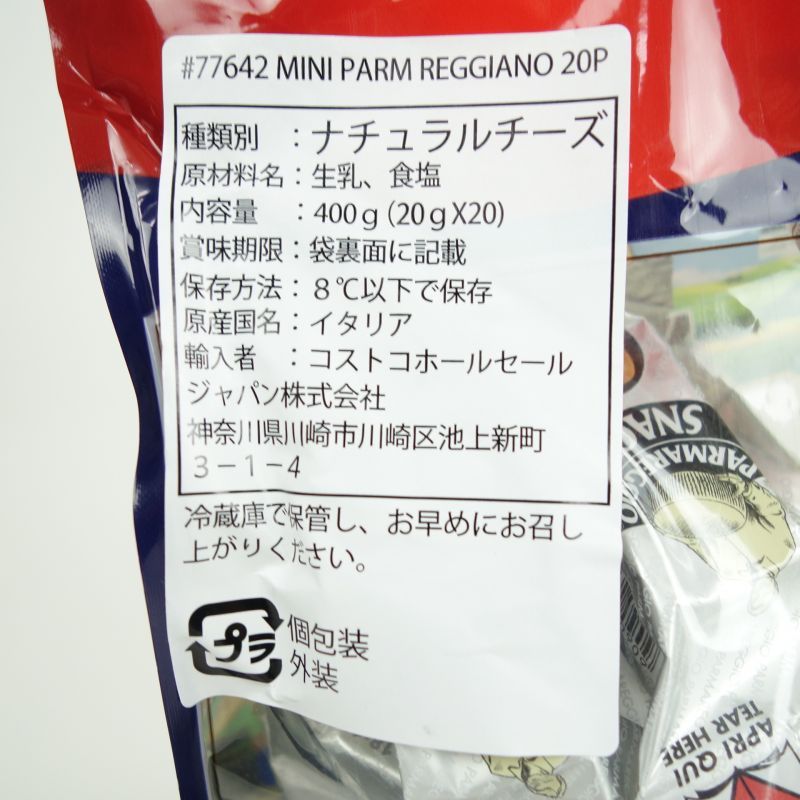 #77642 MINI PARM REGGIANO 20P
種類別 ：ナチュラルチーズ
原材料名：生乳、食塩
内容量 ：400ｇ(20ｇX20)
賞味期限：袋裏面に記載
保存方法：８℃以下で保存
原産国名：イタリア
輸入者 ：コストコホールセール
ジャパン株式会社
神奈川県川崎市川崎区池上新町
３－１－４
冷蔵庫で保管し、お早めにお召し
上がりください。
プラ
個包装
外装
PARMAREGGIO
SNACK
APRI QUI
TEAR HERE